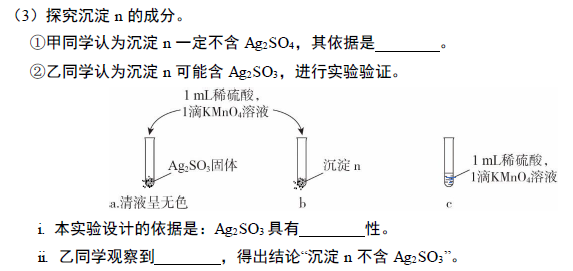 （3）探究沉淀 n 的成分。
①甲同学认为沉淀 n 一定不含 Ag₂SO₄，其依据是________。
②乙同学认为沉淀 n 可能含 Ag₂SO₃，进行实验验证。
1 mL稀硫酸，
1滴KMnO₄溶液
Ag₂SO₃固体
沉淀 n
1 mL稀硫酸，
1滴KMnO₄溶液
a.清液呈无色
b
c
ⅰ. 本实验设计的依据是：Ag₂SO₃ 具有________性。
ⅱ. 乙同学观察到________，得出结论“沉淀 n 不含 Ag₂SO₃”。